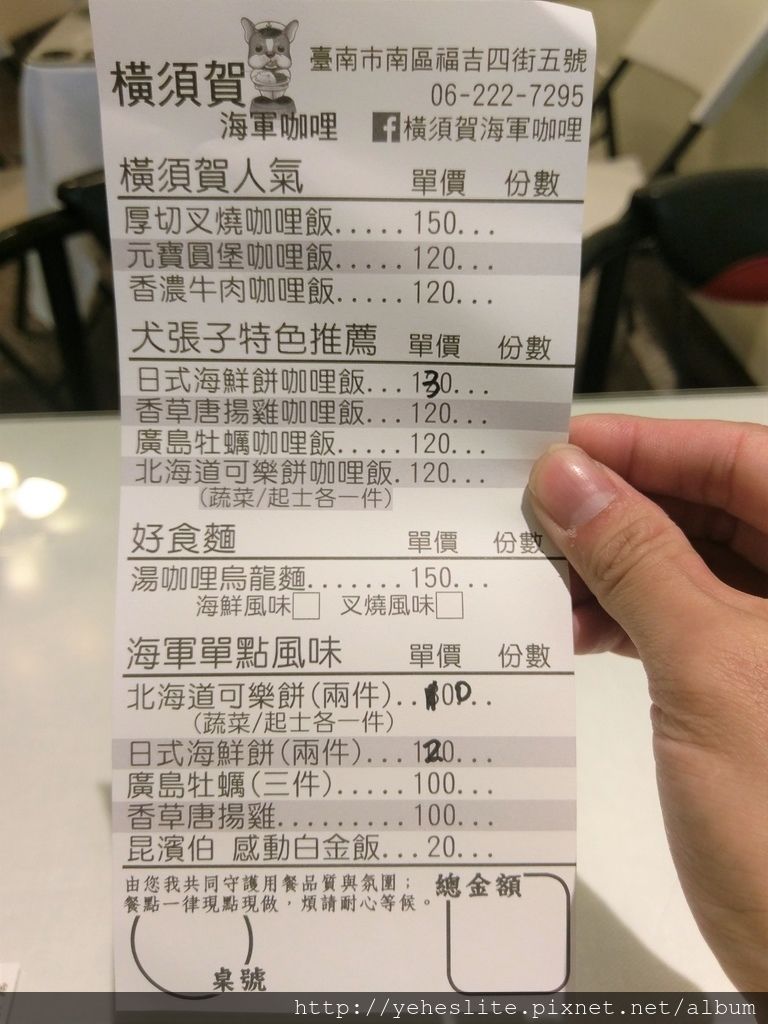 橫須賀
海軍咖哩
臺南市南區福吉四街五號
06-222-7295
f橫須賀海軍咖哩
橫須賀人氣 單價 份數
厚切叉燒咖哩飯.....150...
元寶圓堡咖哩飯.....120...
香濃牛肉咖哩飯.....120...
犬張子特色推薦 單價 份數
日式海鮮餅咖哩飯...130...
香草唐揚雞咖哩飯...120...
廣島牡蠣咖哩飯.....120...
北海道可樂餅咖哩飯.120...
(蔬菜/起士各一件)
好食麵 單價 份數
湯咖哩烏龍麵.......150...
海鮮風味□ 叉燒風味□
海軍單點風味 單價 份數
北海道可樂餅(兩件)..100..
(蔬菜/起士各一件)
日式海鮮餅(兩件)...120...
廣島牡蠣(三件).....100...
香草唐揚雞.........100...
昆濱伯 感動白金飯...20...
由您我共同守護用餐品質與氛圍；
餐點一律現點現做，煩請耐心等候。
總金額
桌號
http://yeheslite.pixnet.net/album